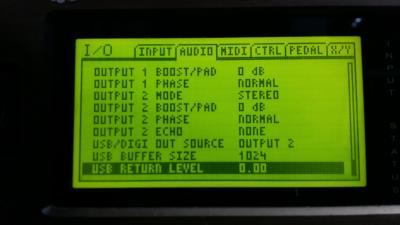 I/O INPUT AUDIO MIDI CTRL PEDAL X/Y
OUTPUT 1 BOOST/PAD 0 dB
OUTPUT 1 PHASE NORMAL
OUTPUT 2 MODE STEREO
OUTPUT 2 BOOST/PAD 0 dB
OUTPUT 2 PHASE NORMAL
OUTPUT 2 ECHO NONE
USB/DIGI OUT SOURCE OUTPUT 2
USB BUFFER SIZE 1024
USB RETURN LEVEL 0.00
INPUT STATUS